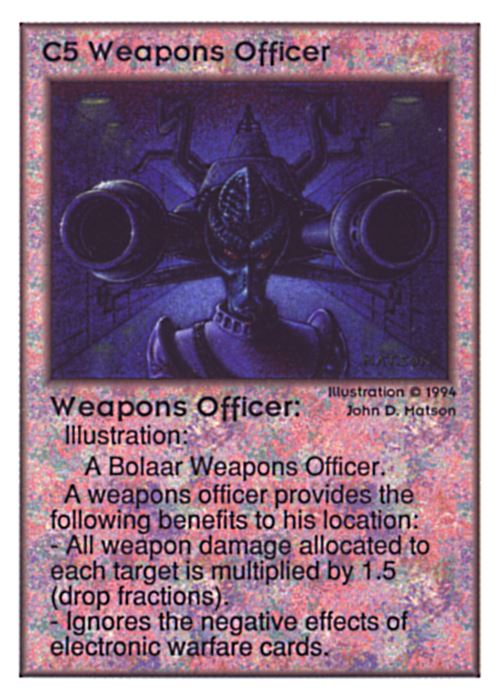 C5 Weapons Officer
MATSON
Illustration © 1994
John D. Matson
Weapons Officer:
Illustration:
A Bolaar Weapons Officer.
A weapons officer provides the
following benefits to his location:
- All weapon damage allocated to
each target is multiplied by 1.5
(drop fractions).
- Ignores the negative effects of
electronic warfare cards.